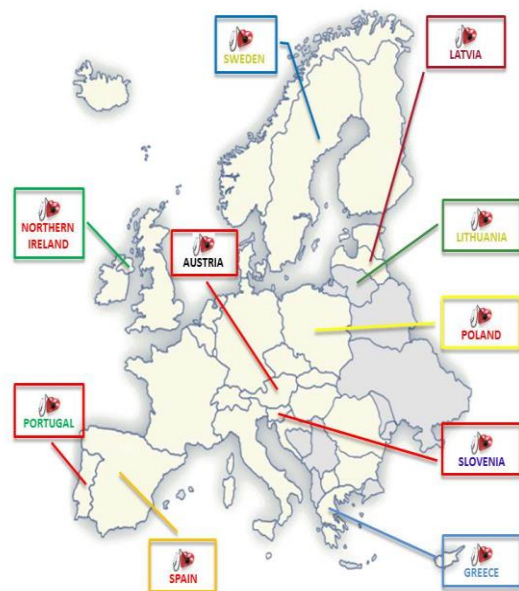 SWEDEN
LATVIA
NORTHERN
IRELAND
AUSTRIA
LITHUANIA
POLAND
PORTUGAL
SLOVENIA
SPAIN
GREECE